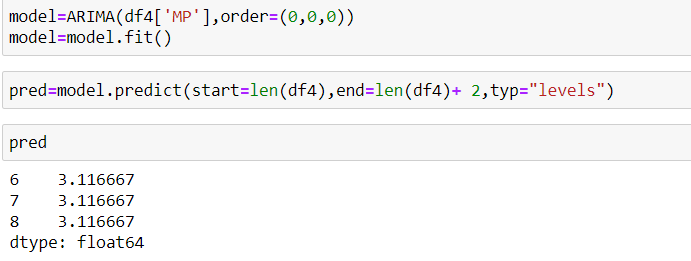 model=ARIMA(df4['MP'],order=(0,0,0))
model=model.fit()
pred=model.predict(start=len(df4),end=len(df4)+ 2,typ="levels")
pred
6    3.116667
7    3.116667
8    3.116667
dtype: float64